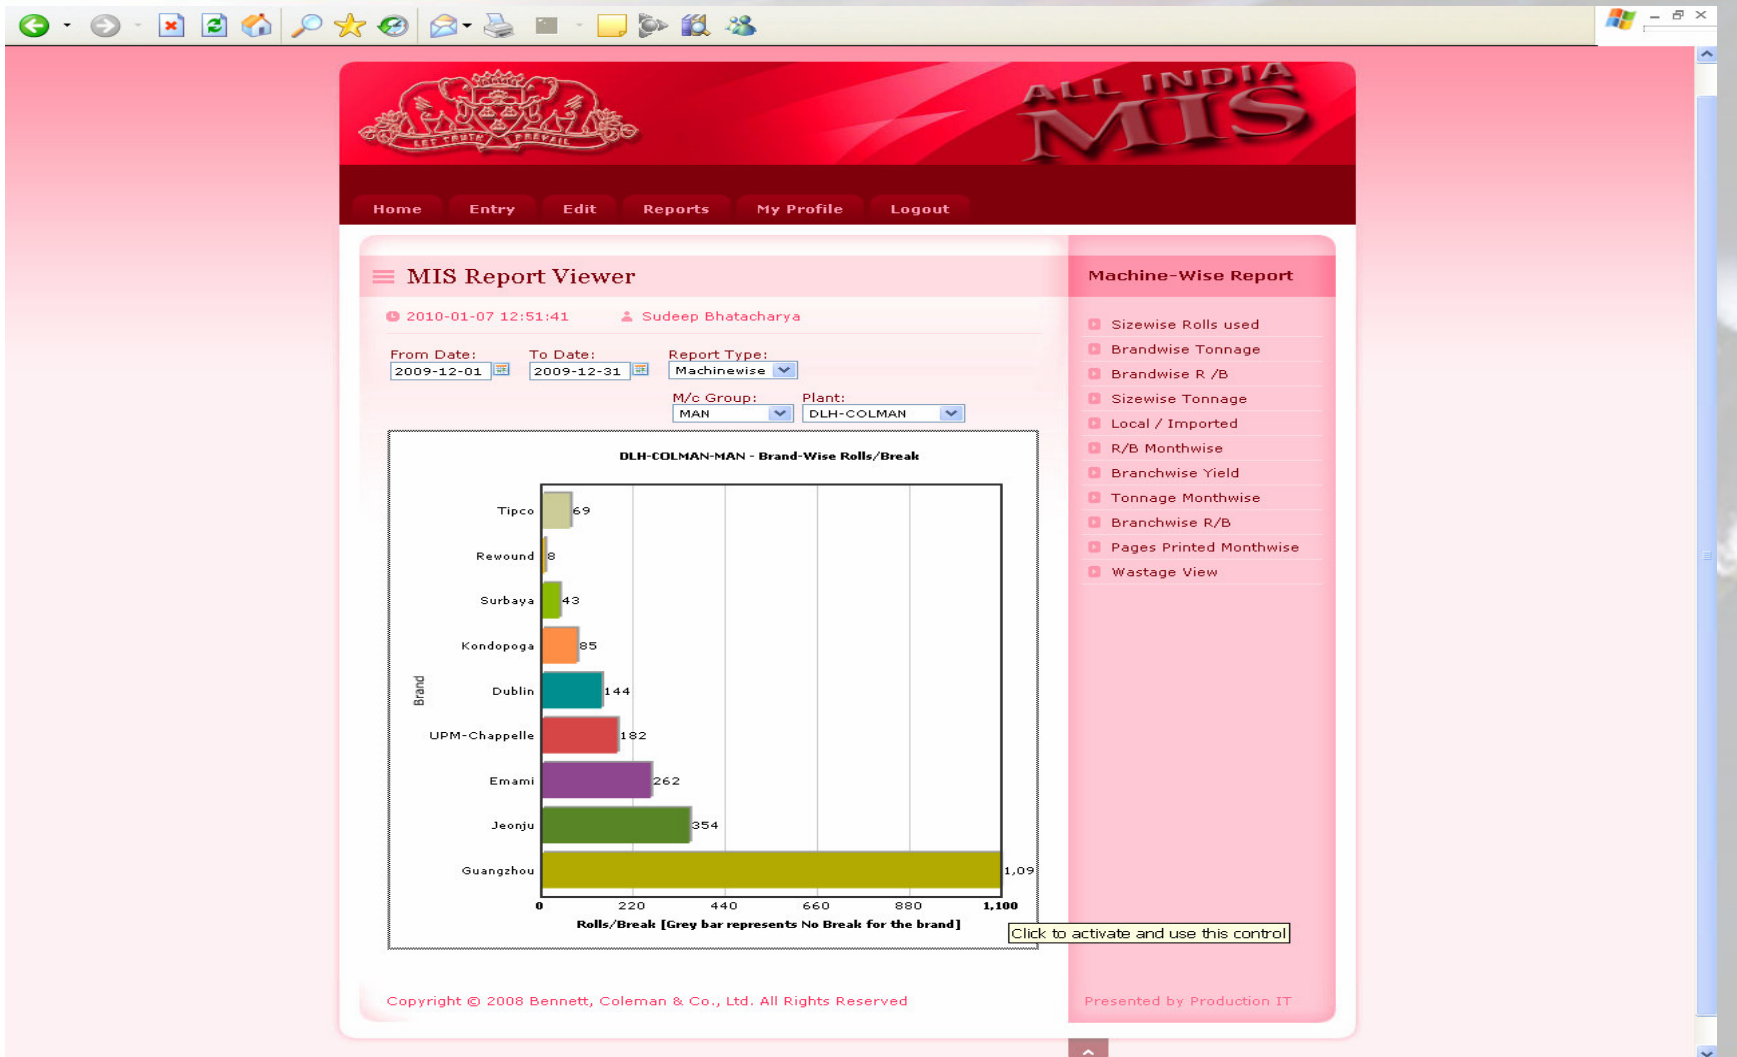 LET TRUTH PREVAIL
ALL INDIA
MIS
Home Entry Edit Reports My Profile Logout
MIS Report Viewer
2010-01-07 12:51:41 Sudeep Bhatacharya
From Date: To Date: Report Type:
2009-12-01 2009-12-31 Machinewise
M/c Group: Plant:
MAN DLH-COLMAN
DLH-COLMAN-MAN - Brand-Wise Rolls/Break
Brand
Tipco 69
Rewound 8
Surbaya 43
Kondopoga 85
Dublin 144
UPM-Chappelle 182
Emami 262
Jeonju 354
Guangzhou 1,09
0 220 440 660 880 1,100
Rolls/Break [Grey bar represents No Break for the brand]
Click to activate and use this control
Machine-Wise Report
Sizewise Rolls used
Brandwise Tonnage
Brandwise R /B
Sizewise Tonnage
Local / Imported
R/B Monthwise
Branchwise Yield
Tonnage Monthwise
Branchwise R/B
Pages Printed Monthwise
Wastage View
Copyright © 2008 Bennett, Coleman & Co., Ltd. All Rights Reserved
Presented by Production IT